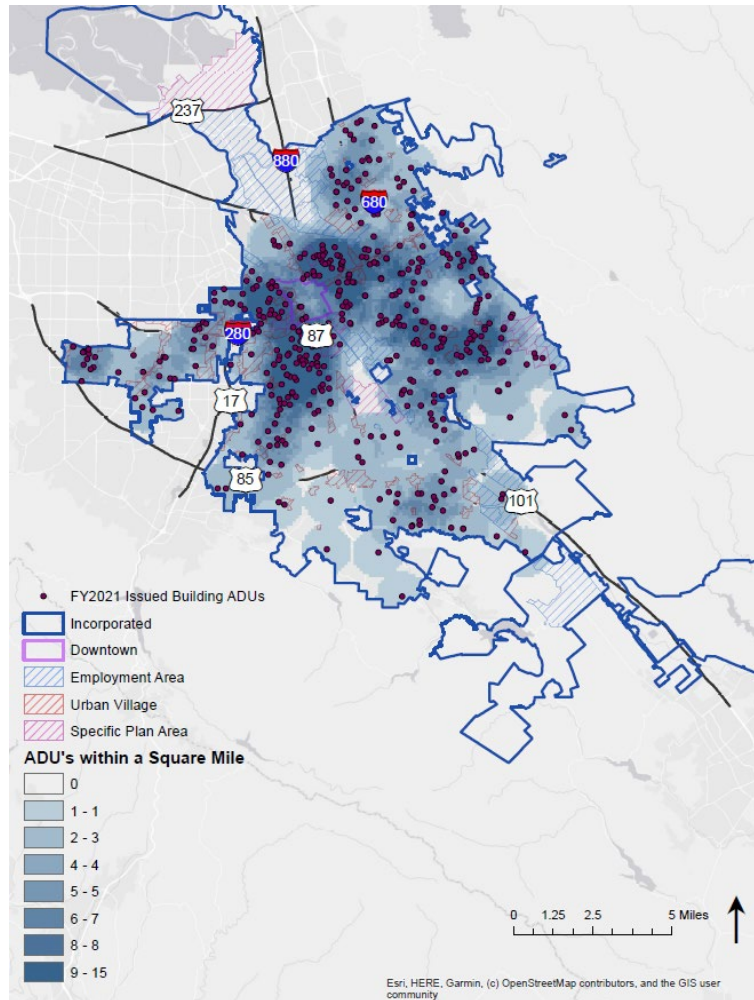 237
880
680
280
87
17
85
101
FY2021 Issued Building ADUs
Incorporated
Downtown
Employment Area
Urban Village
Specific Plan Area
ADU's within a Square Mile
0
1 - 1
2 - 3
4 - 4
5 - 5
6 - 7
8 - 8
9 - 15
0 1.25 2.5 5 Miles
Esri, HERE, Garmin, (c) OpenStreetMap contributors, and the GIS user
community